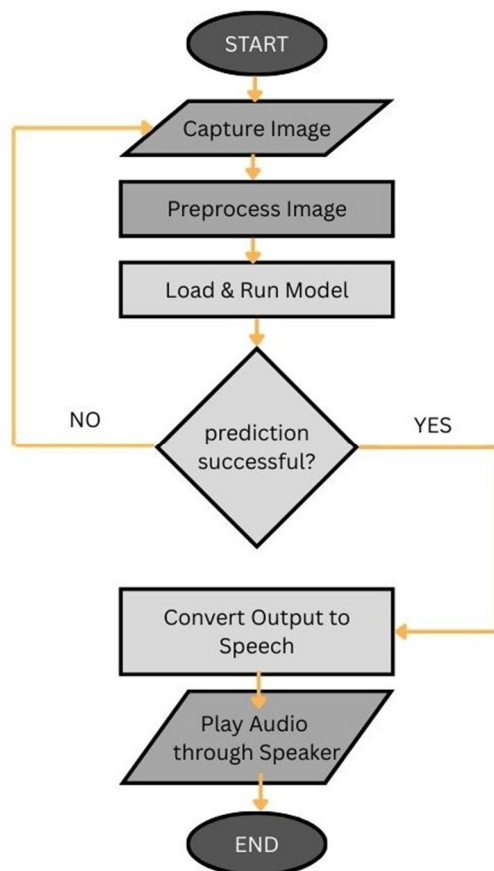 START
Capture Image
Preprocess Image
Load & Run Model
prediction
successful?
NO
YES
Convert Output to
Speech
Play Audio
through Speaker
END